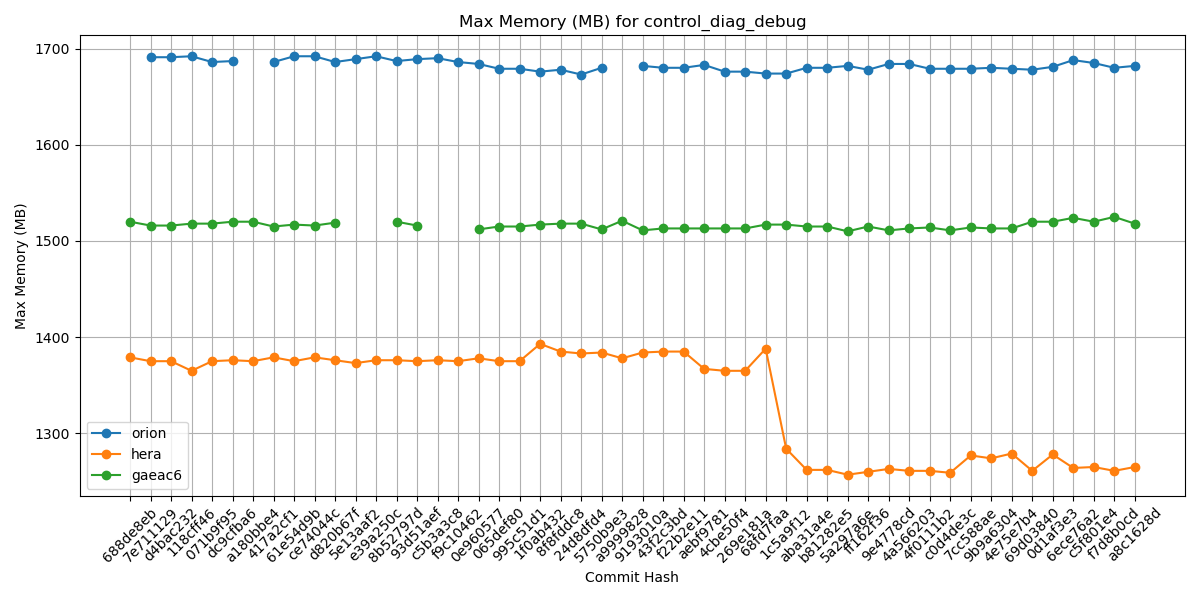 Max Memory (MB) for control_diag_debug
Max Memory (MB)
1700
1600
1500
1400
1300
orion
hera
gaeac6
688de8eb
7e711129
d4bac232
118cff46
071b9f95
dc9cfba6
a180bbe4
417a2cf1
61e54d9b
ce74044c
d820b67f
5e13aaf2
e39a250c
8b52797d
93d51aef
c5b3a3c8
f9c10462
0e960577
065def80
995c51d1
1f0ab432
8f8fddc8
24d8dfd4
5750b9e3
a9999828
9193010a
43f2c3bd
f22b2e11
aebf9781
4cbe50f4
269e181a
68fd7faa
1c5a9f12
aba31a4e
b81282e5
5a297a6e
ff162f36
9e4778cd
4a566203
4f0111b2
c0d4de3c
7cc588ae
9b9a6304
4e75e7b4
69d03840
0d1af3e3
6ece76a2
c5f801e4
f7d8b0cd
a8c1628d
Commit Hash